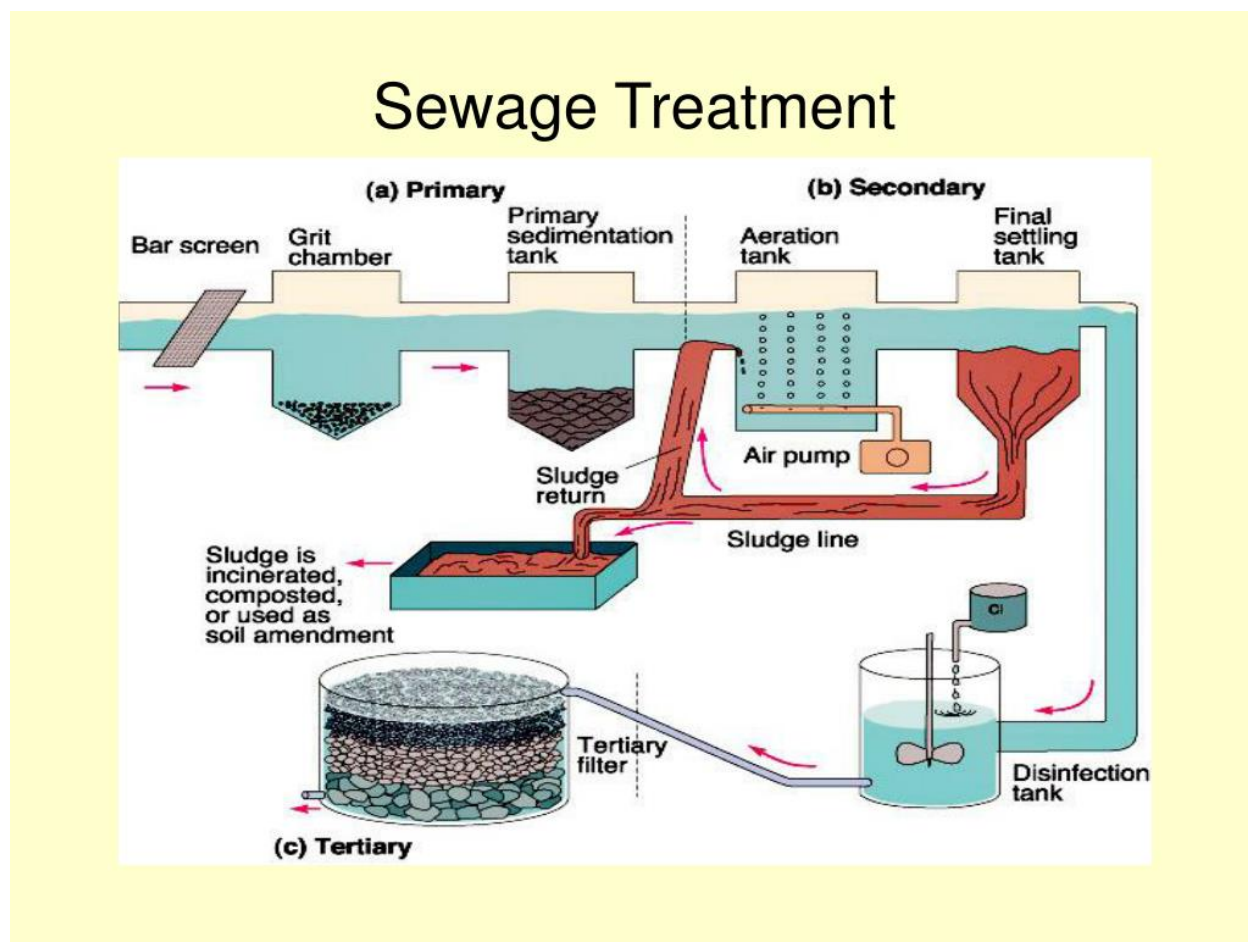 Sewage Treatment
(a) Primary
(b) Secondary
Bar screen
Grit
chamber
Primary
sedimentation
tank
Aeration
tank
Final
settling
tank
Air pump
Sludge
return
Sludge line
Sludge is
incinerated,
composted,
or used as
soil amendment
Cl
Tertiary
filter
Disinfection
tank
(c) Tertiary